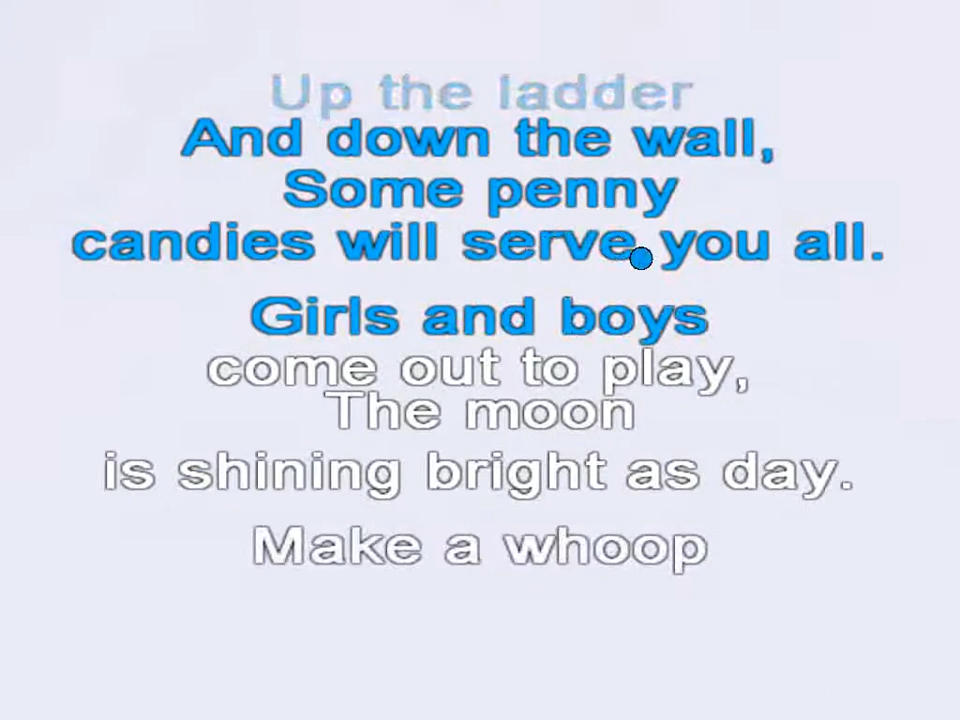 Up the ladder
And down the wall,
Some penny
candies will serve you all.
Girls and boys
come out to play,
The moon
is shining bright as day.
Make a whoop